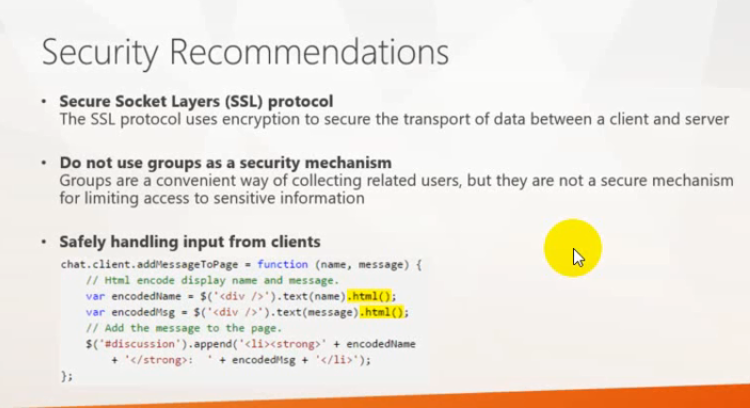 Security Recommendations
• Secure Socket Layers (SSL) protocol
The SSL protocol uses encryption to secure the transport of data between a client and server
• Do not use groups as a security mechanism
Groups are a convenient way of collecting related users, but they are not a secure mechanism
for limiting access to sensitive information
• Safely handling input from clients
chat.client.addMessageToPage = function (name, message) {
// Html encode display name and message.
var encodedName = $('<div />').text(name).html();
var encodedMsg = $('<div />').text(message).html();
// Add the message to the page.
$('#discussion').append('<li><strong>' + encodedName
+ '</strong>:  ' + encodedMsg + '</li>');
};